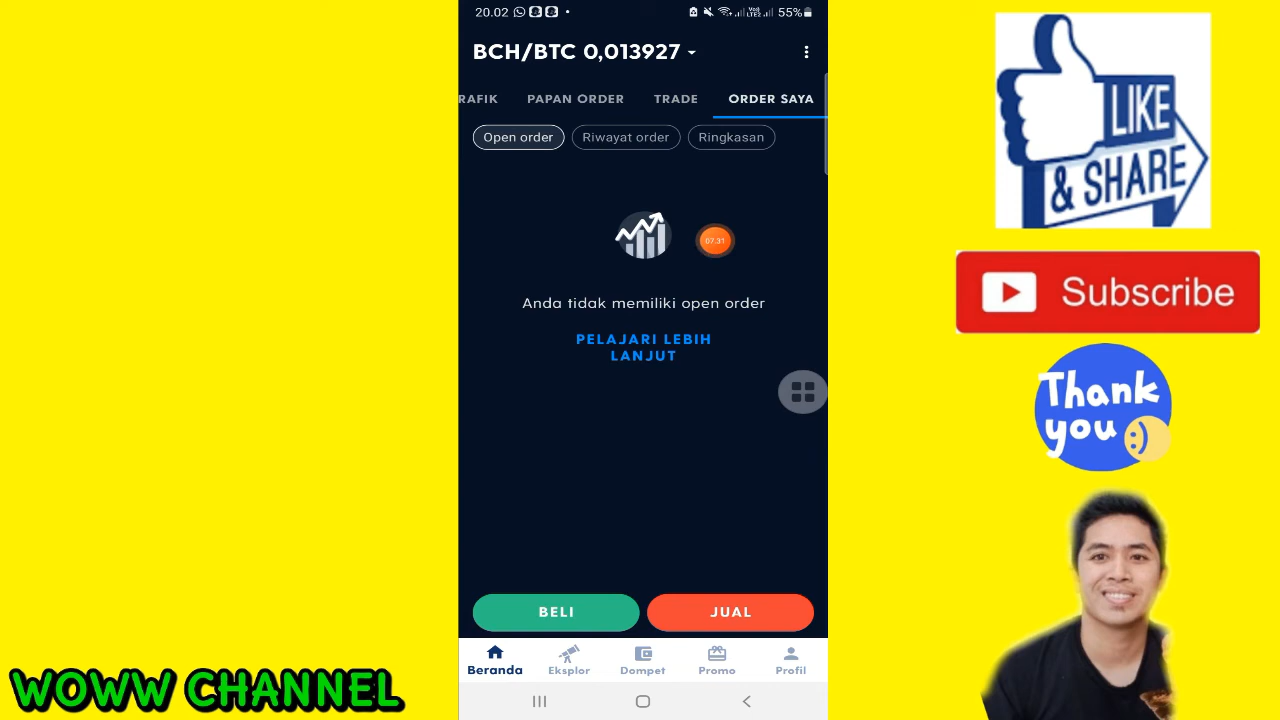 20.02
55%
BCH/BTC 0,013927
RAFIK PAPAN ORDER TRADE ORDER SAYA
Open order Riwayat order Ringkasan
07.31
Anda tidak memiliki open order
PELAJARI LEBIH
LANJUT
BELI JUAL
Beranda Eksplor Dompet Promo Profil
LIKE
& SHARE
Subscribe
Thank
you
WOWW CHANNEL